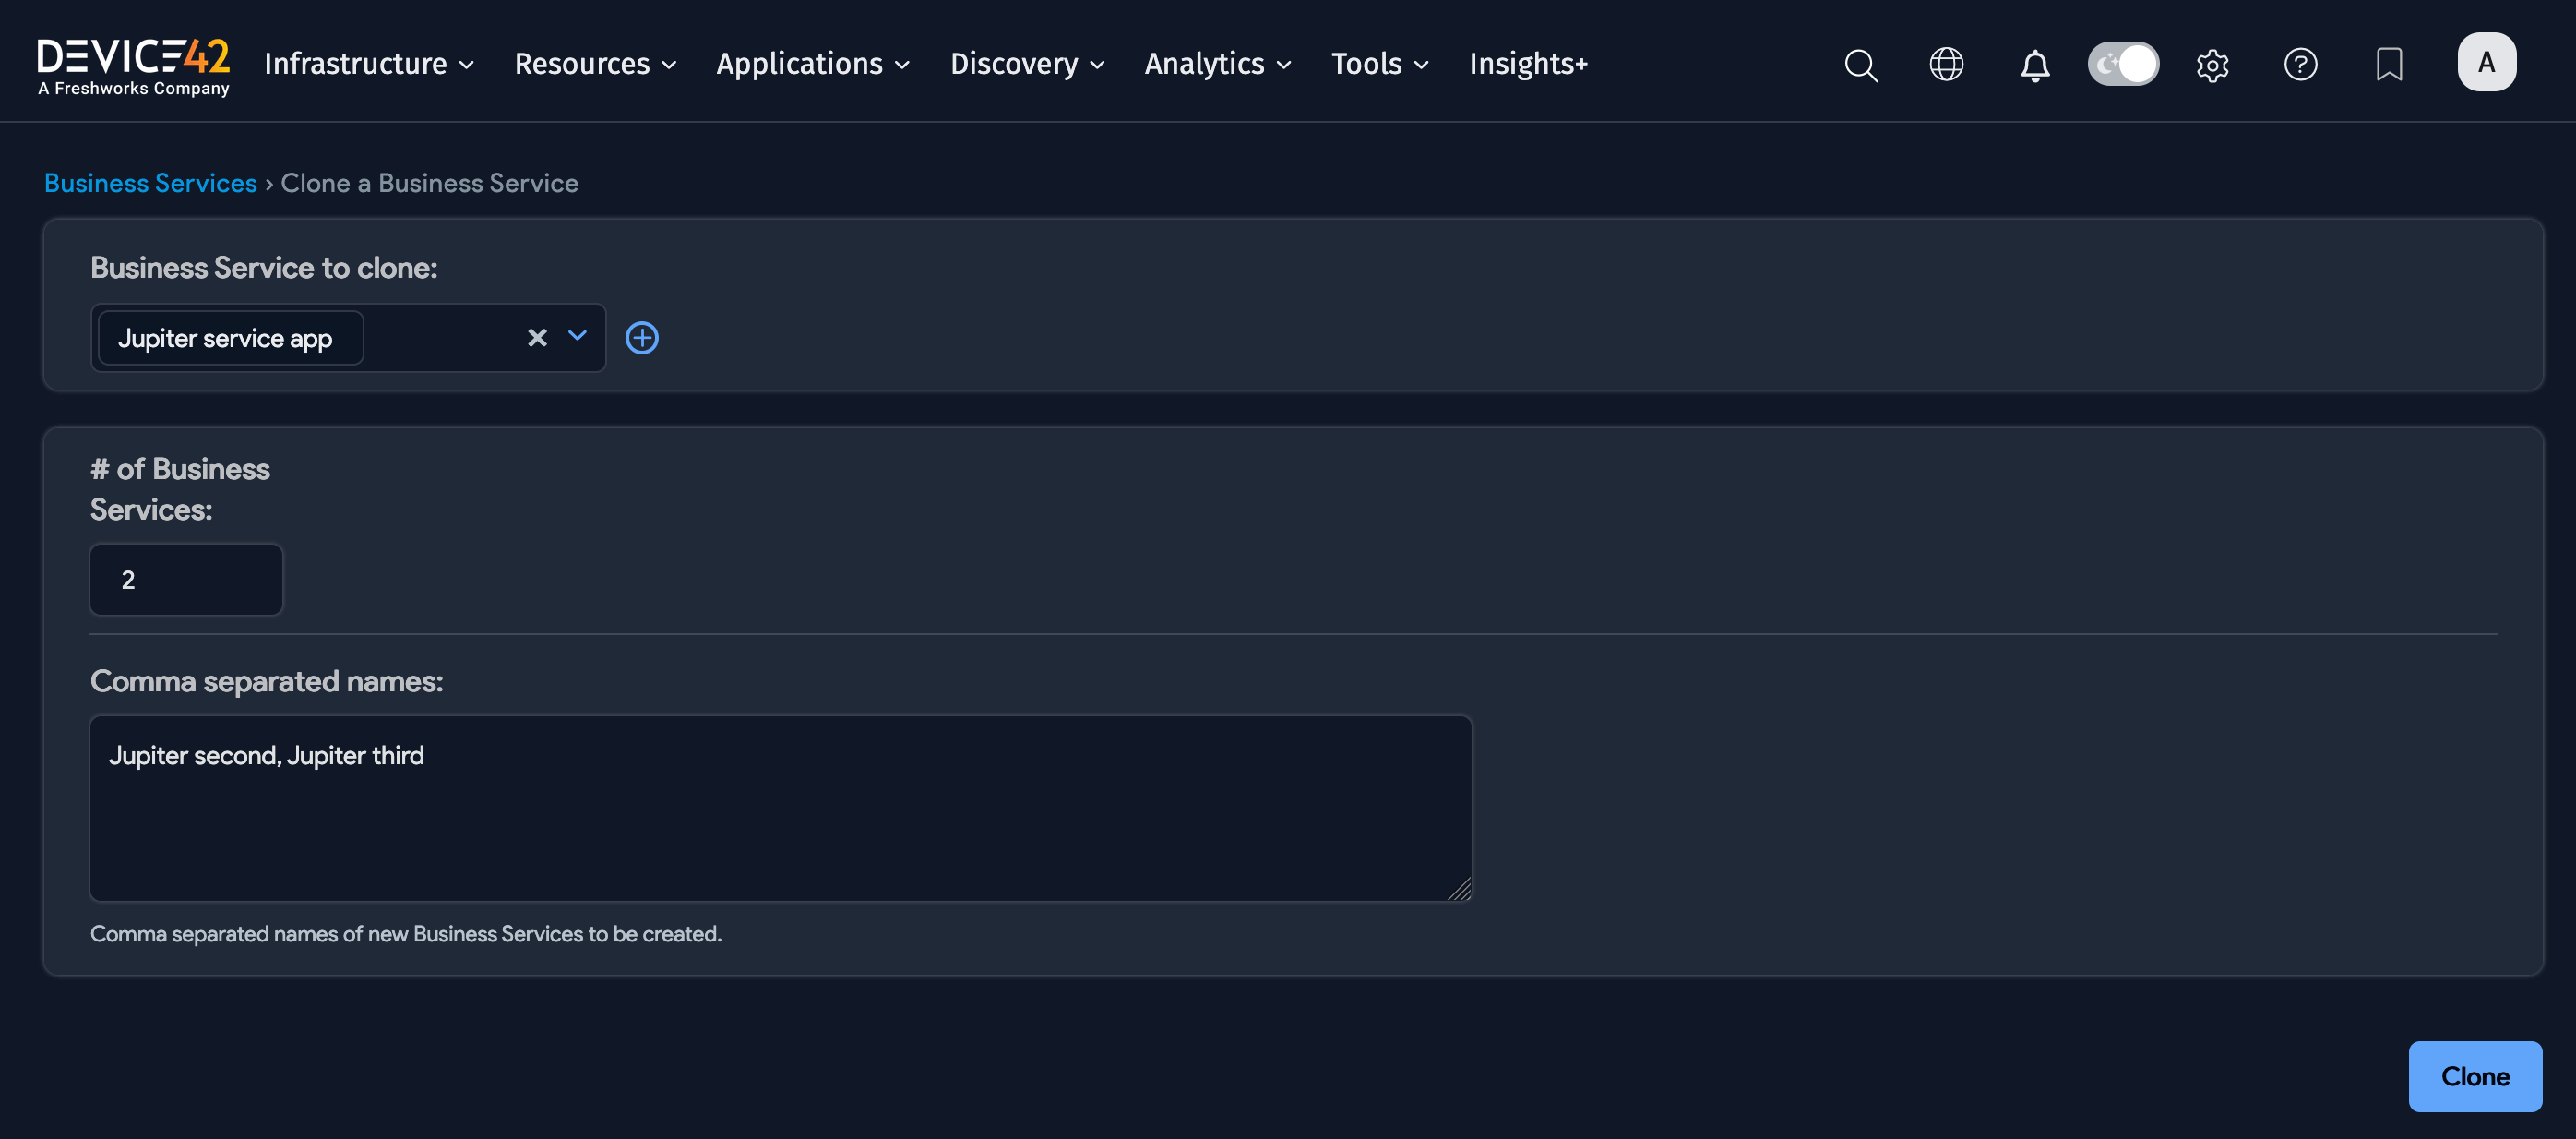 DEVICE42
A Freshworks Company
Infrastructure Resources Applications Discovery Analytics Tools Insights+
A
Business Services › Clone a Business Service
Business Service to clone:
Jupiter service app
# of Business
Services:
2
Comma separated names:
Jupiter second, Jupiter third
Comma separated names of new Business Services to be created.
Clone